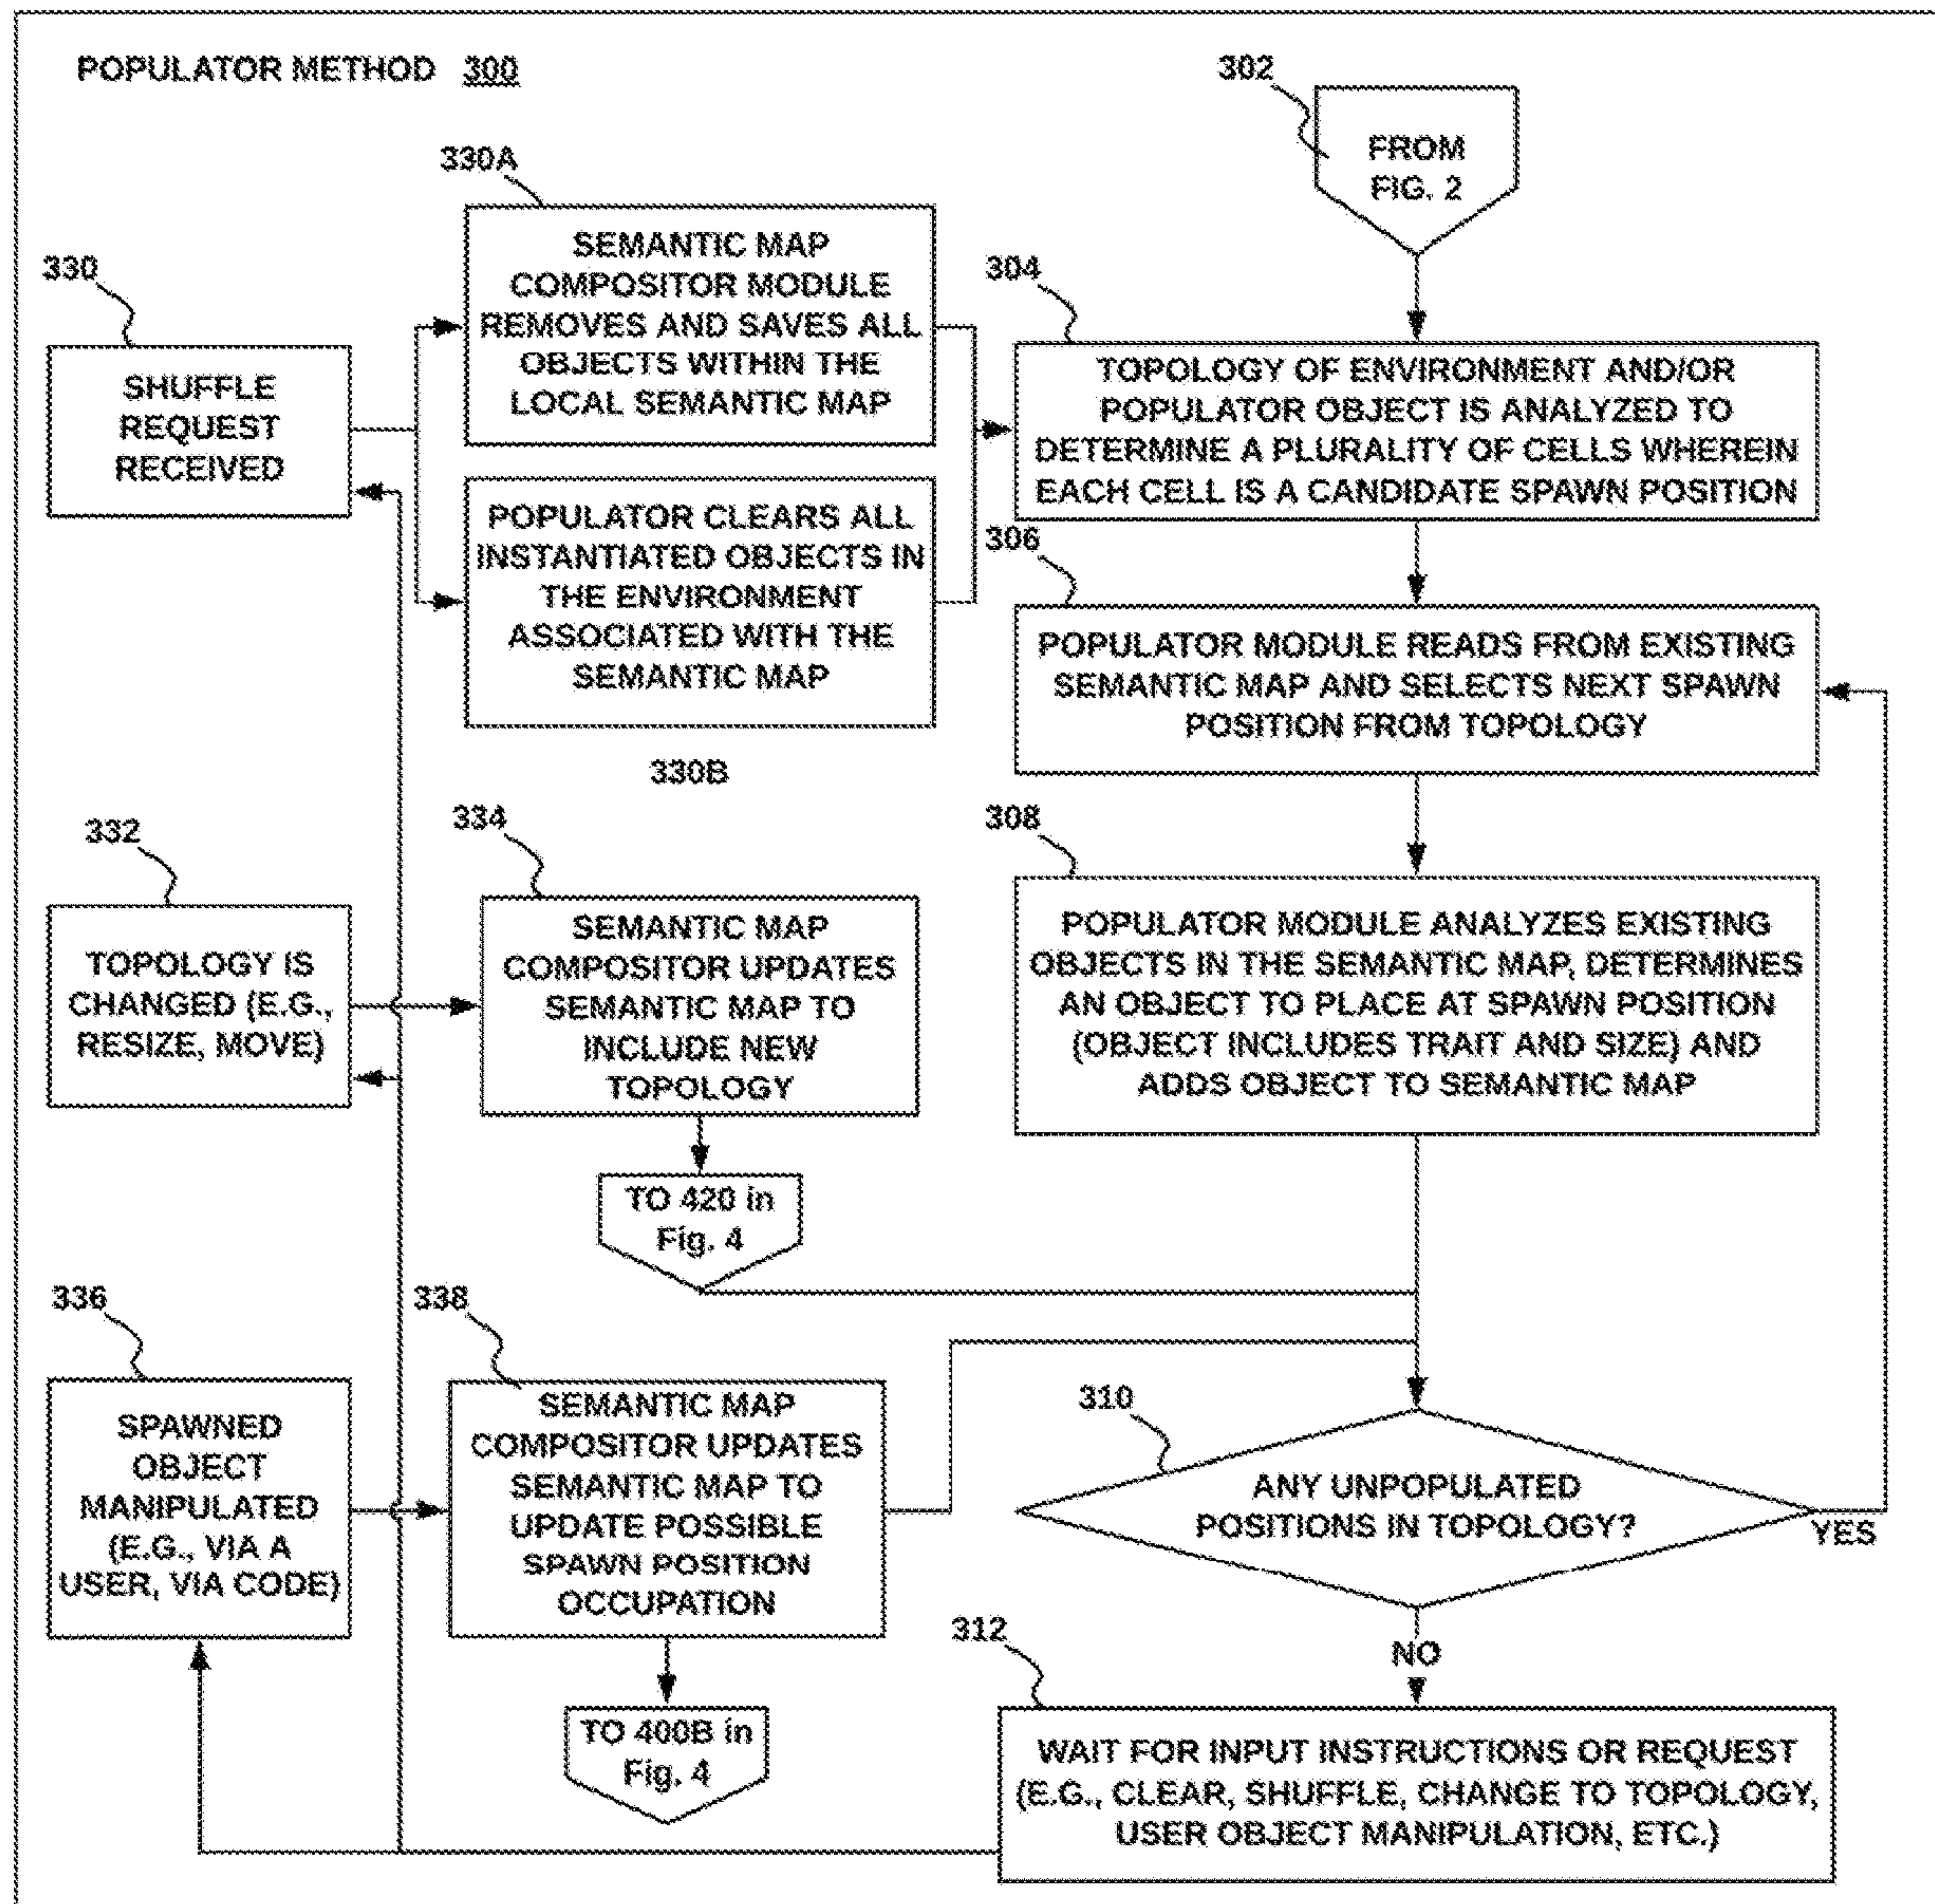 POPULATOR METHOD 300
302
FROM
FIG. 2
330A
SEMANTIC MAP
COMPOSITOR MODULE
REMOVES AND SAVES ALL
OBJECTS WITHIN THE
LOCAL SEMANTIC MAP
330
SHUFFLE
REQUEST
RECEIVED
304
TOPOLOGY OF ENVIRONMENT AND/OR
POPULATOR OBJECT IS ANALYZED TO
DETERMINE A PLURALITY OF CELLS WHEREIN
EACH CELL IS A CANDIDATE SPAWN POSITION
POPULATOR CLEARS ALL
INSTANTIATED OBJECTS IN
THE ENVIRONMENT
ASSOCIATED WITH THE
SEMANTIC MAP
330B
306
POPULATOR MODULE READS FROM EXISTING
SEMANTIC MAP AND SELECTS NEXT SPAWN
POSITION FROM TOPOLOGY
332
TOPOLOGY IS
CHANGED (E.G.,
RESIZE, MOVE)
334
SEMANTIC MAP
COMPOSITOR UPDATES
SEMANTIC MAP TO
INCLUDE NEW
TOPOLOGY
TO 420 in
Fig. 4
308
POPULATOR MODULE ANALYZES EXISTING
OBJECTS IN THE SEMANTIC MAP, DETERMINES
AN OBJECT TO PLACE AT SPAWN POSITION
(OBJECT INCLUDES TRAIT AND SIZE) AND
ADDS OBJECT TO SEMANTIC MAP
336
SPAWNED
OBJECT
MANIPULATED
(E.G., VIA A
USER, VIA CODE)
338
SEMANTIC MAP
COMPOSITOR UPDATES
SEMANTIC MAP TO
UPDATE POSSIBLE
SPAWN POSITION
OCCUPATION
TO 400B in
Fig. 4
310
ANY UNPOPULATED
POSITIONS IN TOPOLOGY?
YES
NO
312
WAIT FOR INPUT INSTRUCTIONS OR REQUEST
(E.G., CLEAR, SHUFFLE, CHANGE TO TOPOLOGY,
USER OBJECT MANIPULATION, ETC.)